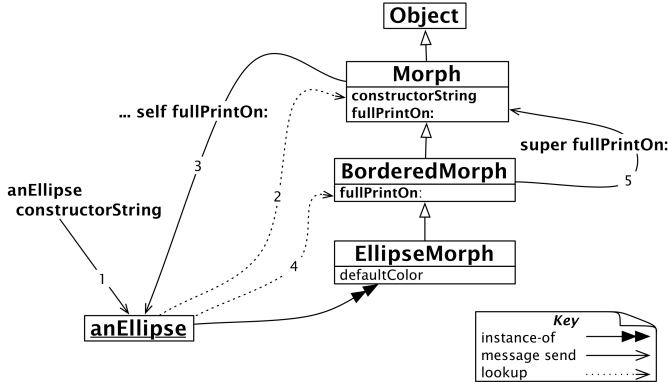 Object
Morph
constructorString
fullPrintOn:
... self fullPrintOn:
super fullPrintOn:
3
BorderedMorph
fullPrintOn:
5
anEllipse
constructorString
2
EllipseMorph
defaultColor
4
1
anEllipse
Key
instance-of
message send
lookup